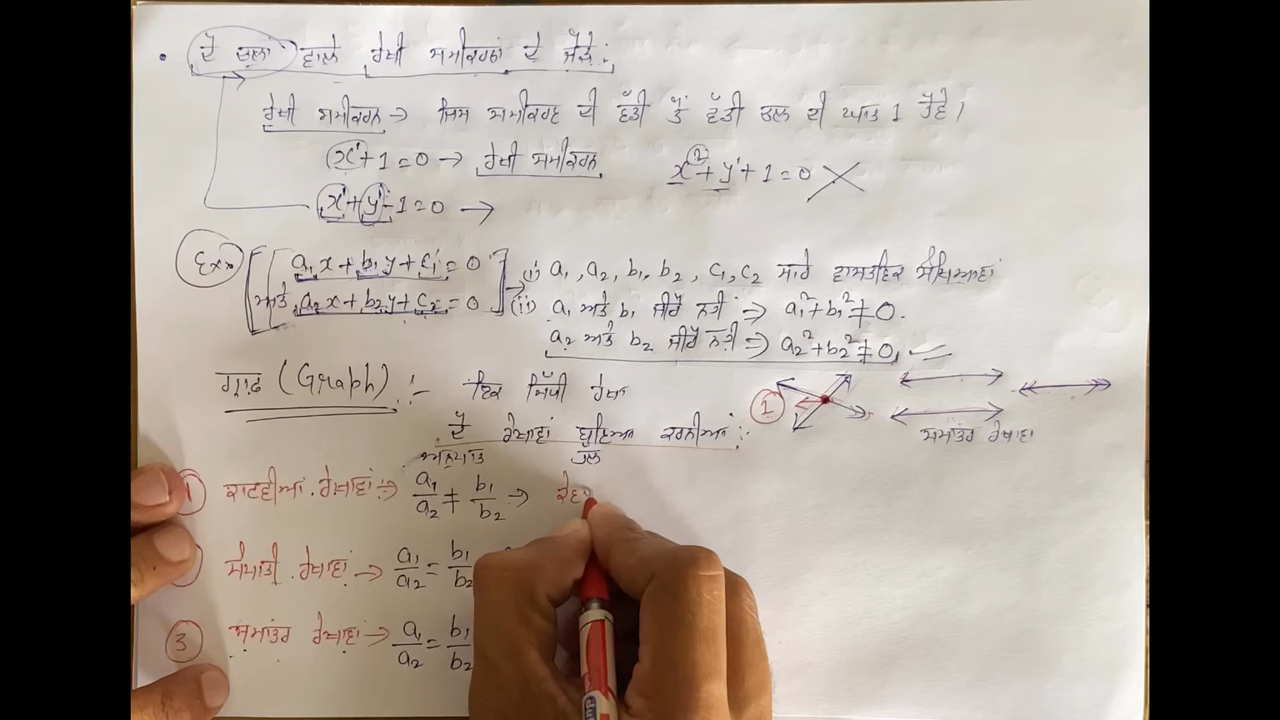 • ਦੋ ਚਲਾਂ ਵਾਲੇ ਰੇਖੀ ਸਮੀਕਰਣਾਂ ਦੇ ਜੋੜੇ:
ਰੇਖੀ ਸਮੀਕਰਨ → ਜਿਸ ਸਮੀਕਰਣ ਦੀ ਵੱਧੀ ਤੋਂ ਵੱਧੀ ਚਲ ਦੀ ਘਾਤ 1 ਹੋਵੇ।
x¹+1=0 → ਰੇਖੀ ਸਮੀਕਰਨ x²+y¹+1=0
x¹+y¹-1=0 →
a₁x+b₁y+c₁=0 → (i) a₁, a₂, b₁, b₂, c₁, c₂ ਸਾਰੇ ਵਾਸਤਵਿਕ ਸੰਖਿਆਵਾਂ
ਅਤੇ a₂x+b₂y+c₂=0 (ii) a₁ ਅਤੇ b₁ ਜੀਰੋ ਨਹੀਂ ⇒ a₁²+b₁²≠0.
a₂ ਅਤੇ b₂ ਜੀਰੋ ਨਹੀਂ ⇒ a₂²+b₂²≠0
ਗ੍ਰਾਫ (Graph) :- ਇਕ ਸਿੱਧੀ ਰੇਖਾ
1
ਦੋ ਰੇਖਾਵਾਂ ਕਰਨੀਆਂ:- ਸਮਾਂਤਰ ਰੇਖਾਵਾਂ
ਅਨੁਪਾਤ ਹਲ
1 ਕਾਟਵੀਆਂ ਰੇਖਾਵਾਂ → a₁/a₂ ≠ b₁/b₂ ⇒
ਸੰਪਾਤੀ ਰੇਖਾਵਾਂ → a₁/a₂ = b₁/b₂
3 ਸਮਾਂਤਰ ਰੇਖਾਵਾਂ → a₁/a₂ = b₁/b₂